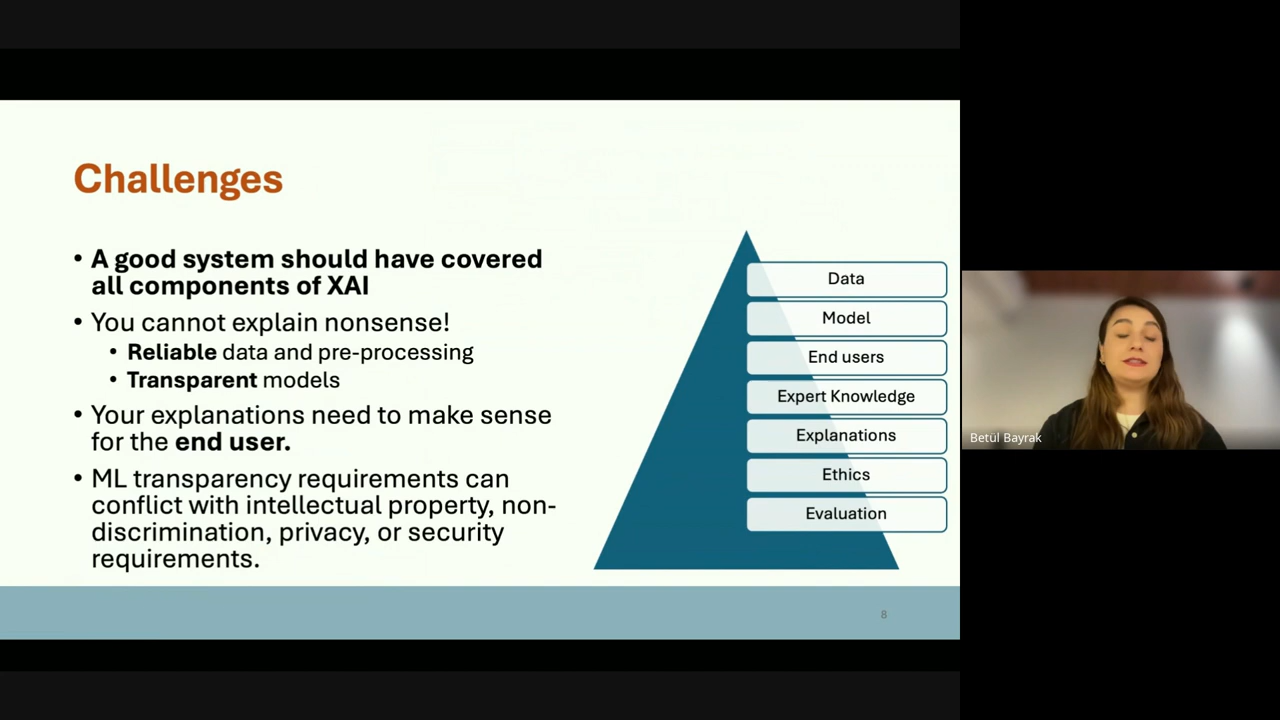 Challenges
• A good system should have covered
all components of XAI
• You cannot explain nonsense!
• Reliable data and pre-processing
• Transparent models
• Your explanations need to make sense
for the end user.
• ML transparency requirements can
conflict with intellectual property, non-
discrimination, privacy, or security
requirements.
Data
Model
End users
Expert Knowledge
Explanations
Ethics
Evaluation
8
Betül Bayrak